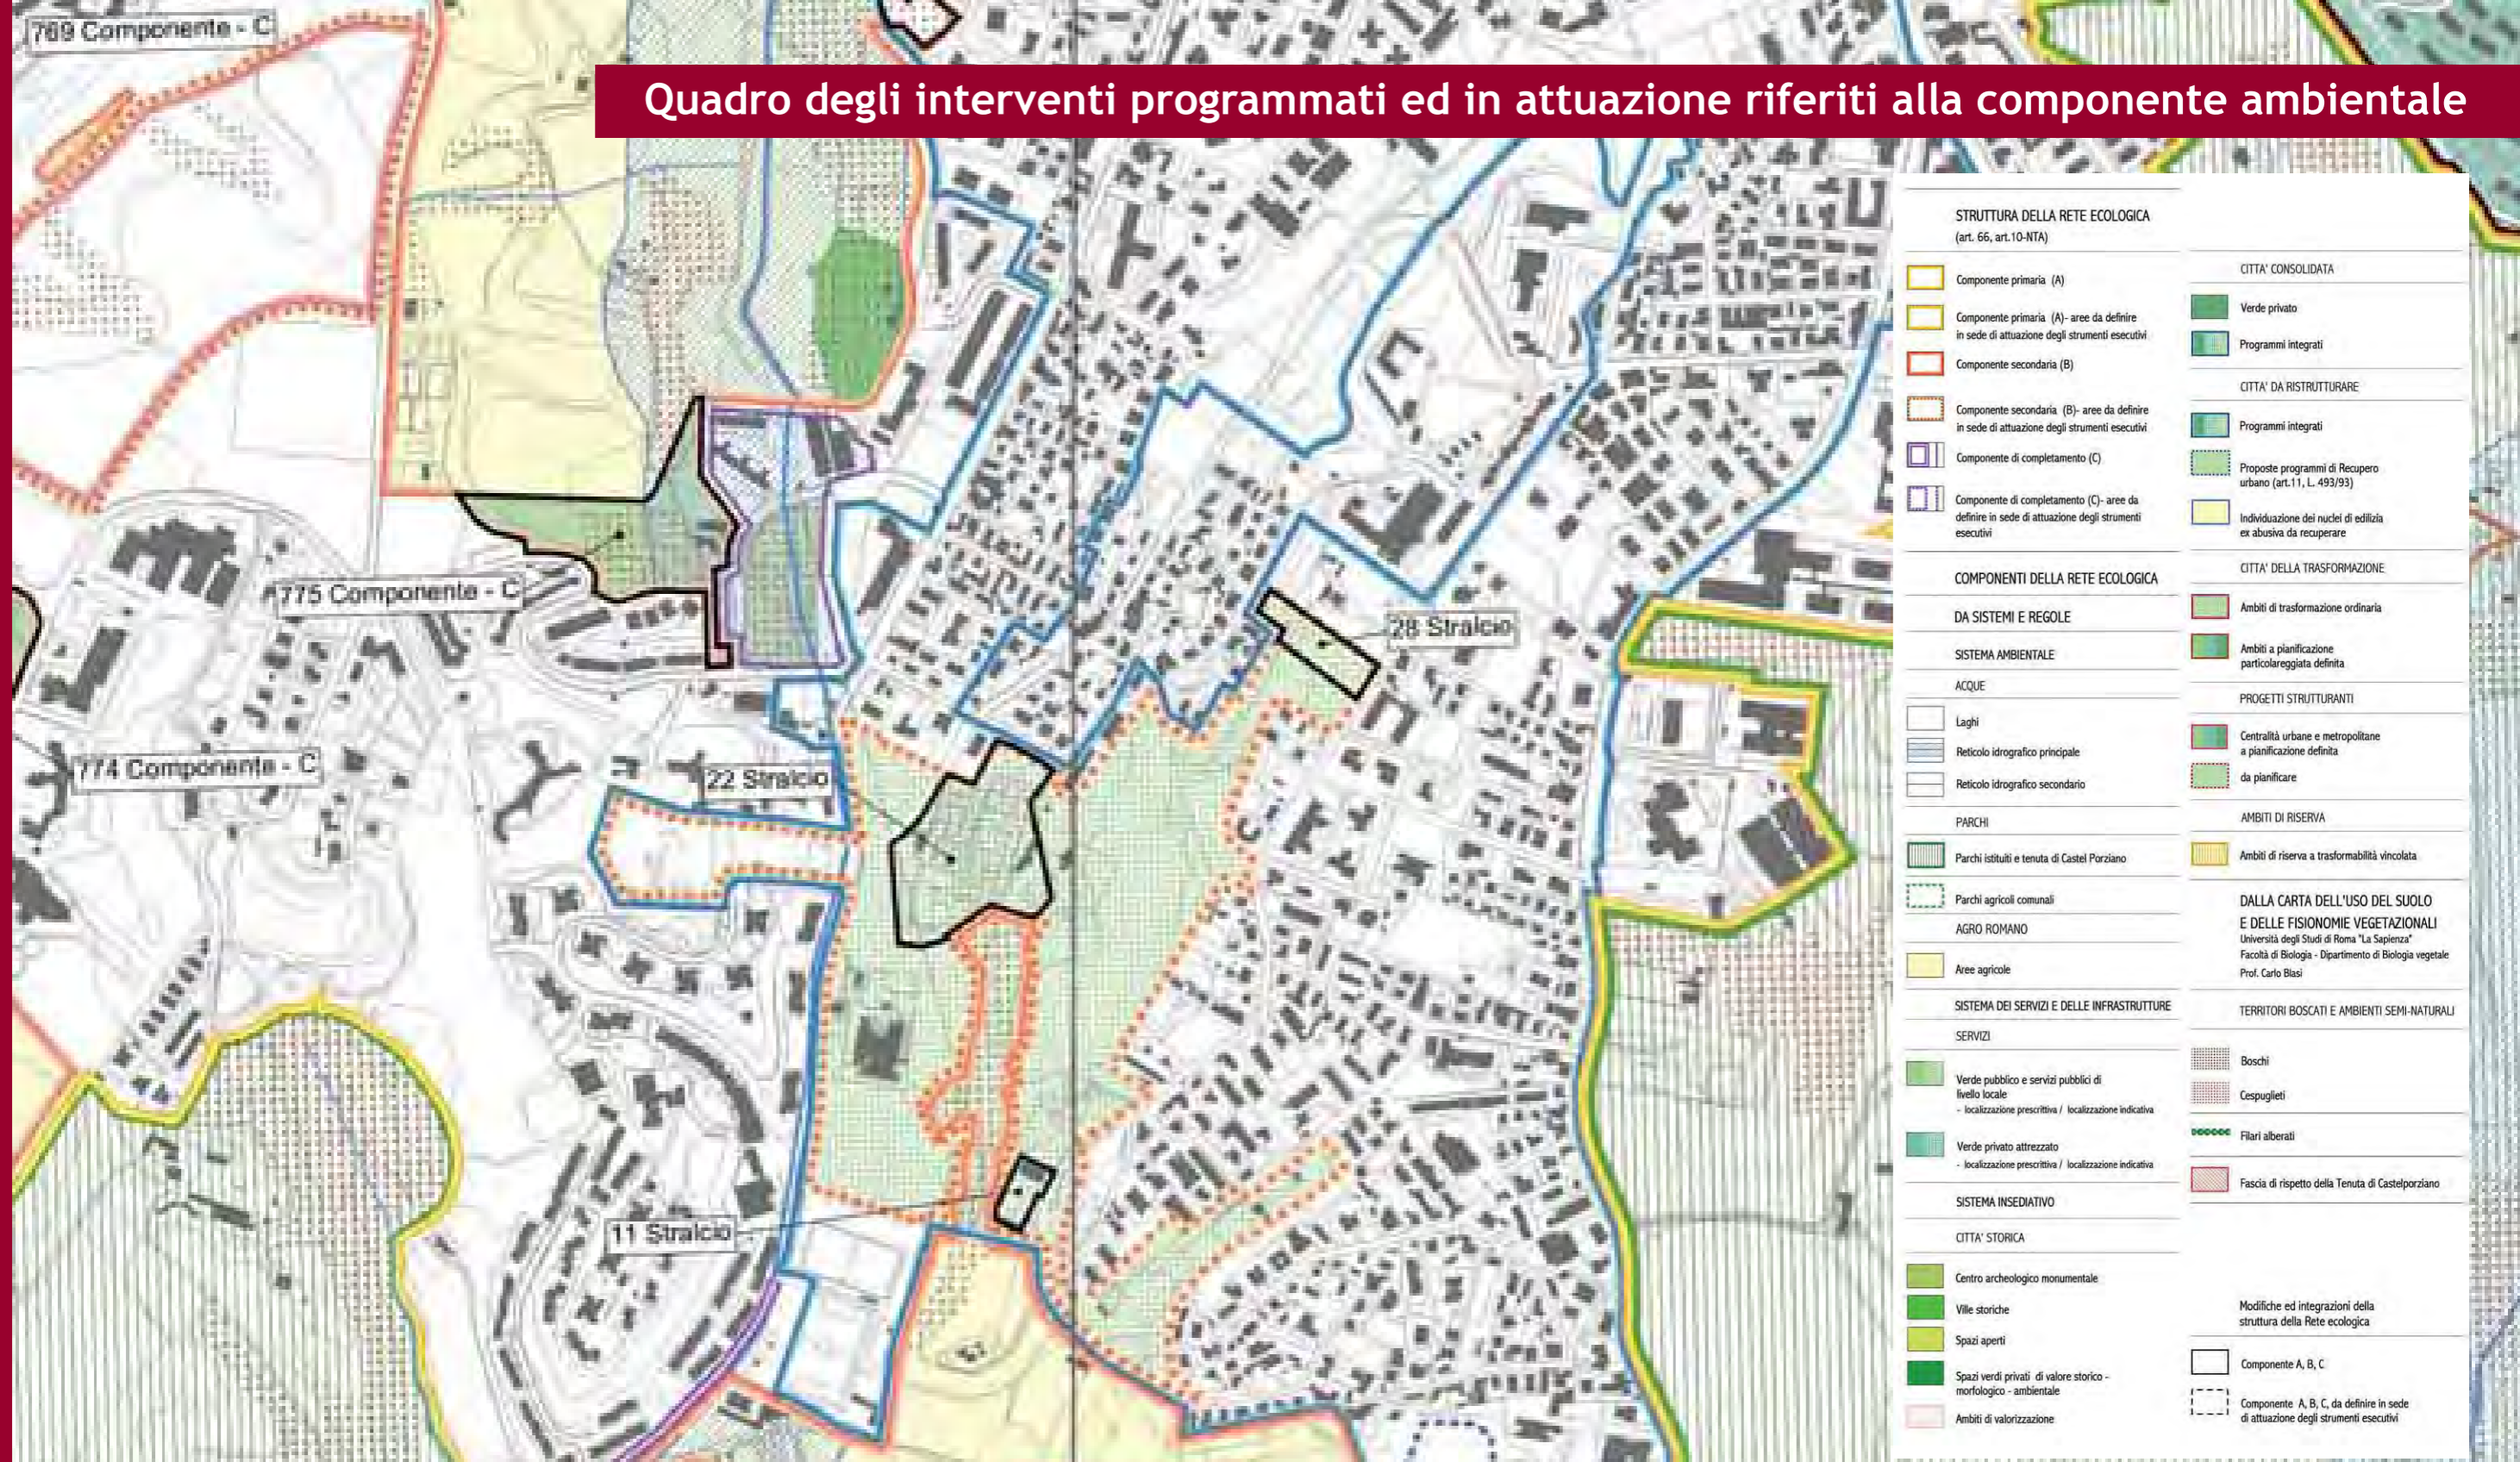 769 Componente - C
Quadro degli interventi programmati ed in attuazione riferiti alla componente ambientale
775 Componente - C
28 Stralcio
774 Componente - C
22 Stralcio
11 Stralcio
STRUTTURA DELLA RETE ECOLOGICA
(art. 66, art.10-NTA)
Componente primaria (A)
Componente primaria (A)- aree da definire
in sede di attuazione degli strumenti esecutivi
Componente secondaria (B)
Componente secondaria (B)- aree da definire
in sede di attuazione degli strumenti esecutivi
Componente di completamento (C)
Componente di completamento (C)- aree da
definire in sede di attuazione degli strumenti
esecutivi
COMPONENTI DELLA RETE ECOLOGICA
DA SISTEMI E REGOLE
SISTEMA AMBIENTALE
ACQUE
Laghi
Reticolo idrografico principale
Reticolo idrografico secondario
PARCHI
Parchi istituiti e tenuta di Castel Porziano
Parchi agricoli comunali
AGRO ROMANO
Aree agricole
SISTEMA DEI SERVIZI E DELLE INFRASTRUTTURE
SERVIZI
Verde pubblico e servizi pubblici di
livello locale
- localizzazione prescrittiva / localizzazione indicativa
Verde privato attrezzato
- localizzazione prescrittiva / localizzazione indicativa
SISTEMA INSEDIATIVO
CITTA' STORICA
Centro archeologico monumentale
Ville storiche
Spazi aperti
Spazi verdi privati di valore storico -
morfologico - ambientale
Ambiti di valorizzazione
CITTA' CONSOLIDATA
Verde privato
Programmi integrati
CITTA' DA RISTRUTTURARE
Programmi integrati
Proposte programmi di Recupero
urbano (art.11, L. 493/93)
Individuazione dei nuclei di edilizia
ex abusiva da recuperare
CITTA' DELLA TRASFORMAZIONE
Ambiti di trasformazione ordinaria
Ambiti a pianificazione
particolareggiata definita
PROGETTI STRUTTURANTI
Centralità urbane e metropolitane
a pianificazione definita
da pianificare
AMBITI DI RISERVA
Ambiti di riserva a trasformabilità vincolata
DALLA CARTA DELL'USO DEL SUOLO
E DELLE FISIONOMIE VEGETAZIONALI
Università degli Studi di Roma "La Sapienza"
Facoltà di Biologia - Dipartimento di Biologia vegetale
Prof. Carlo Blasi
TERRITORI BOSCATI E AMBIENTI SEMI-NATURALI
Boschi
Cespuglieti
Filari alberati
Fascia di rispetto della Tenuta di Castelporziano
Modifiche ed integrazioni della
struttura della Rete ecologica
Componente A, B, C
Componente A, B, C, da definire in sede
di attuazione degli strumenti esecutivi